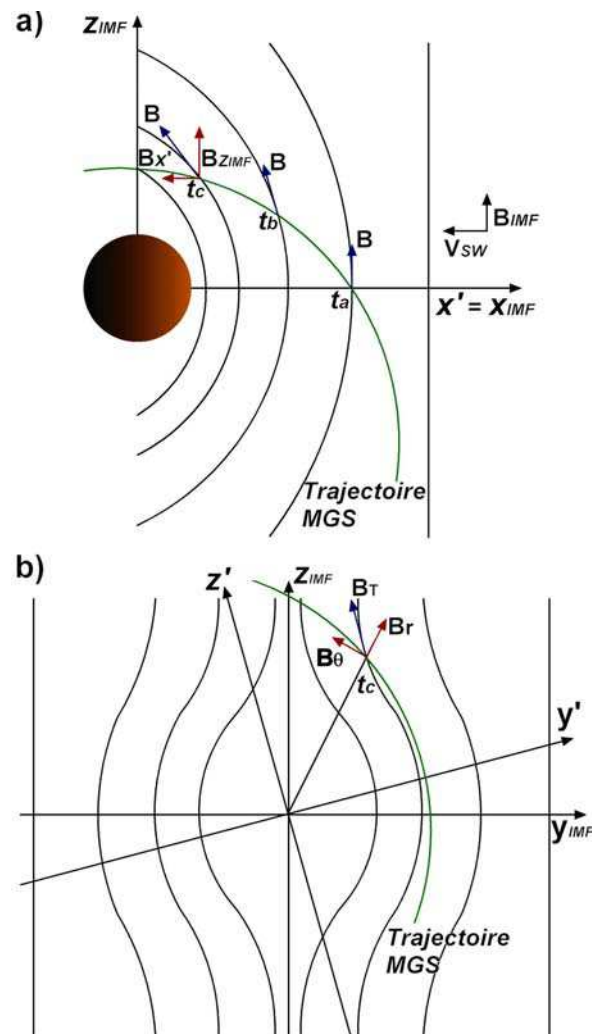 a)
ZIMF
B
Bx'
BZIMF
tc
B
tb
B
ta
BIMF
VSW
x' = xIMF
Trajectoire
MGS
b)
z'
ZIMF
BT
Br
Bθ
tc
y'
yIMF
Trajectoire
MGS